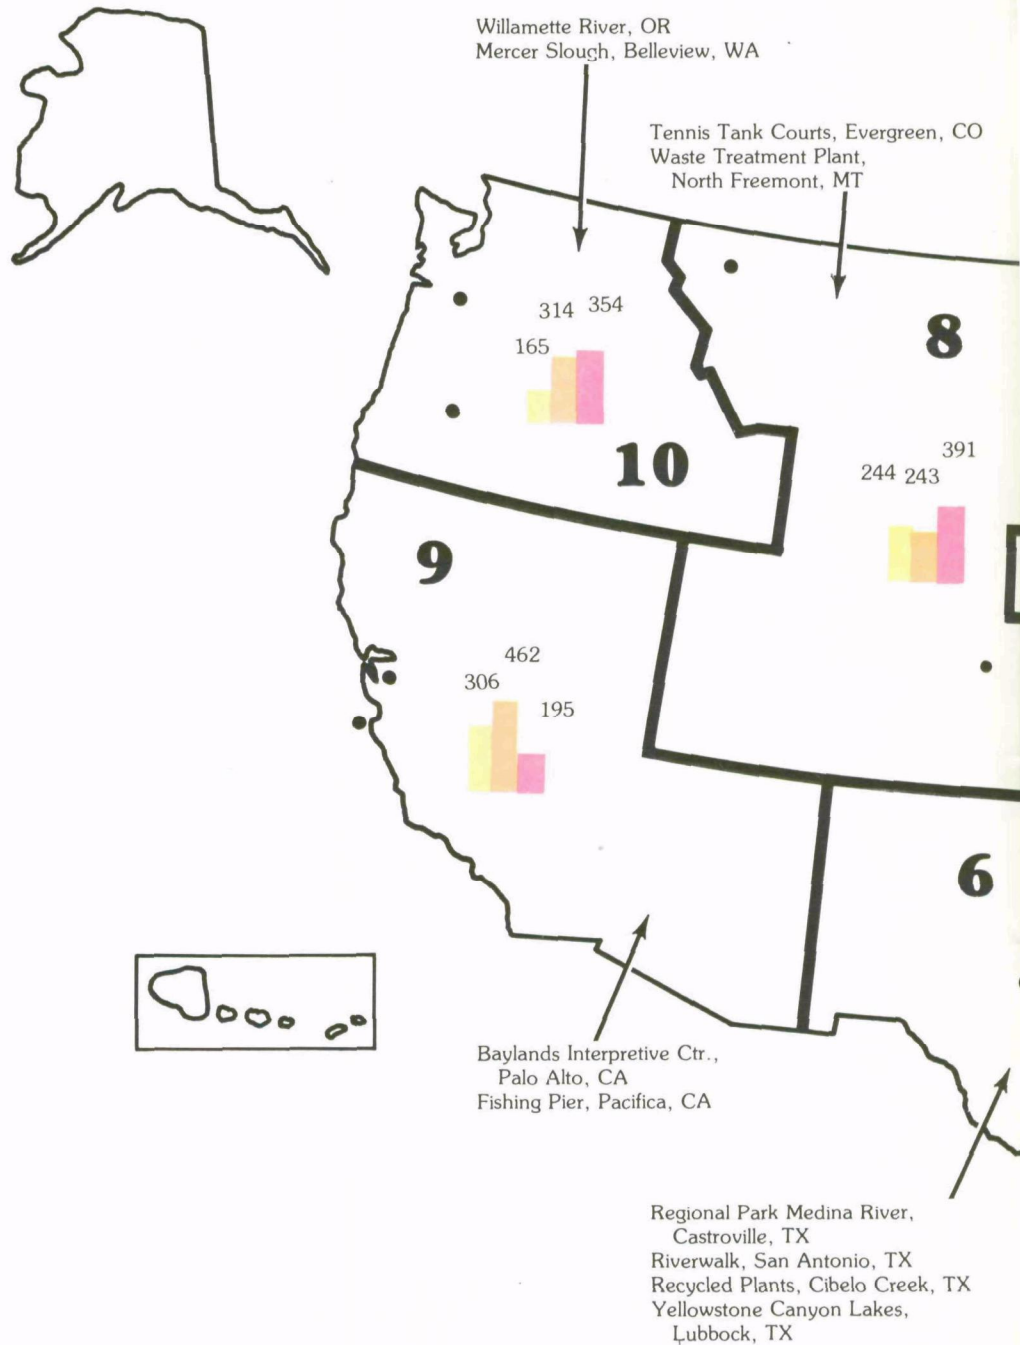 Willamette River, OR
Mercer Slough, Belleview, WA
Tennis Tank Courts, Evergreen, CO
Waste Treatment Plant,
North Freemont, MT
314 354
165
8
10
391
244 243
9
462
306
195
6
Baylands Interpretive Ctr.,
Palo Alto, CA
Fishing Pier, Pacifica, CA
Regional Park Medina River,
Castroville, TX
Riverwalk, San Antonio, TX
Recycled Plants, Cibelo Creek, TX
Yellowstone Canyon Lakes,
Lubbock, TX